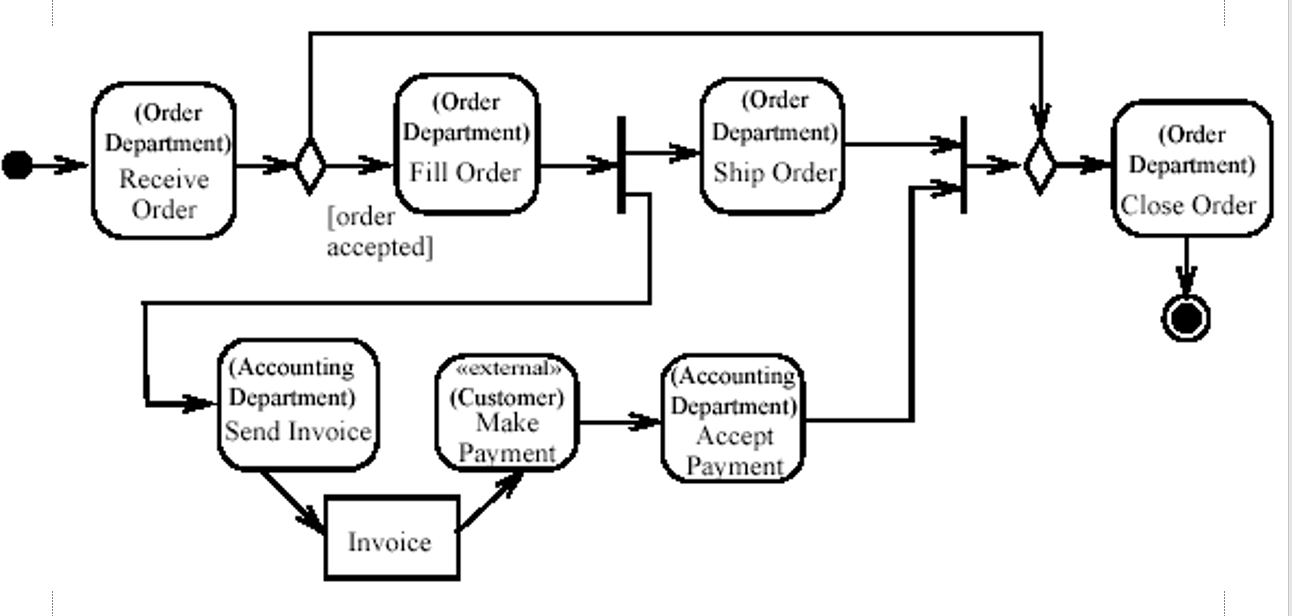 (Order
Department)
Receive
Order
[order
accepted]
(Order
Department)
Fill Order
(Order
Department)
Ship Order
(Order
Department)
Close Order
(Accounting
Department)
Send Invoice
Invoice
«external»
(Customer)
Make
Payment
(Accounting
Department)
Accept
Payment